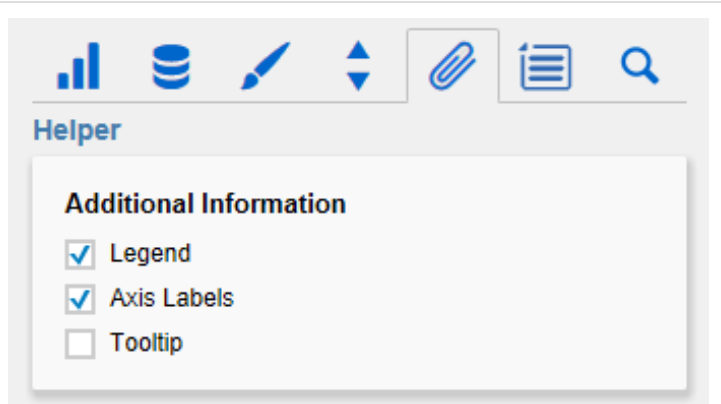 Helper
Additional Information
Legend
Axis Labels
Tooltip